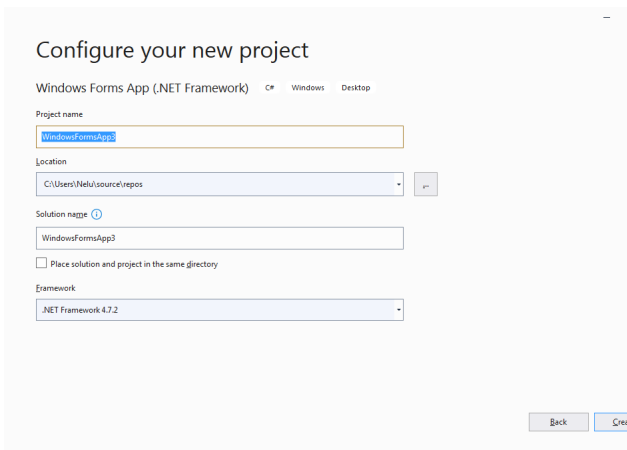 Configure your new project
Windows Forms App (.NET Framework) C# Windows Desktop
Project name
WindowsFormsApp3
Location
C:\Users\Nelu\source\repos
...
Solution name
WindowsFormsApp3
Place solution and project in the same directory
Framework
.NET Framework 4.7.2
Back Crea